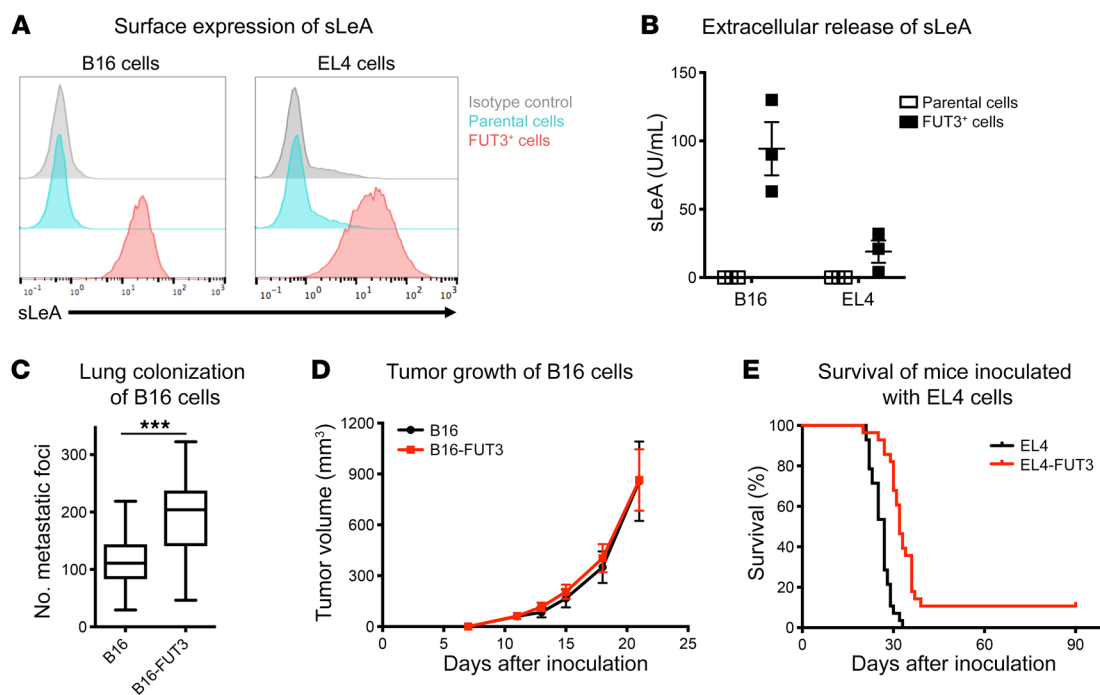 A
Surface expression of sLeA
B16 cells
EL4 cells
Isotype control
Parental cells
FUT3⁺ cells
10⁻¹ 10⁰ 10¹ 10² 10³
10⁻¹ 10⁰ 10¹ 10² 10³
sLeA
B
Extracellular release of sLeA
sLeA (U/mL)
150
100
50
0
Parental cells
FUT3⁺ cells
B16 EL4
C
Lung colonization
of B16 cells
No. metastatic foci
***
300
200
100
0
B16
B16-FUT3
D
Tumor growth of B16 cells
Tumor volume (mm³)
1200
900
600
300
0
B16
B16-FUT3
0 5 10 15 20 25
Days after inoculation
E
Survival of mice inoculated
with EL4 cells
Survival (%)
100
80
60
40
20
0
EL4
EL4-FUT3
0 30 60 90
Days after inoculation